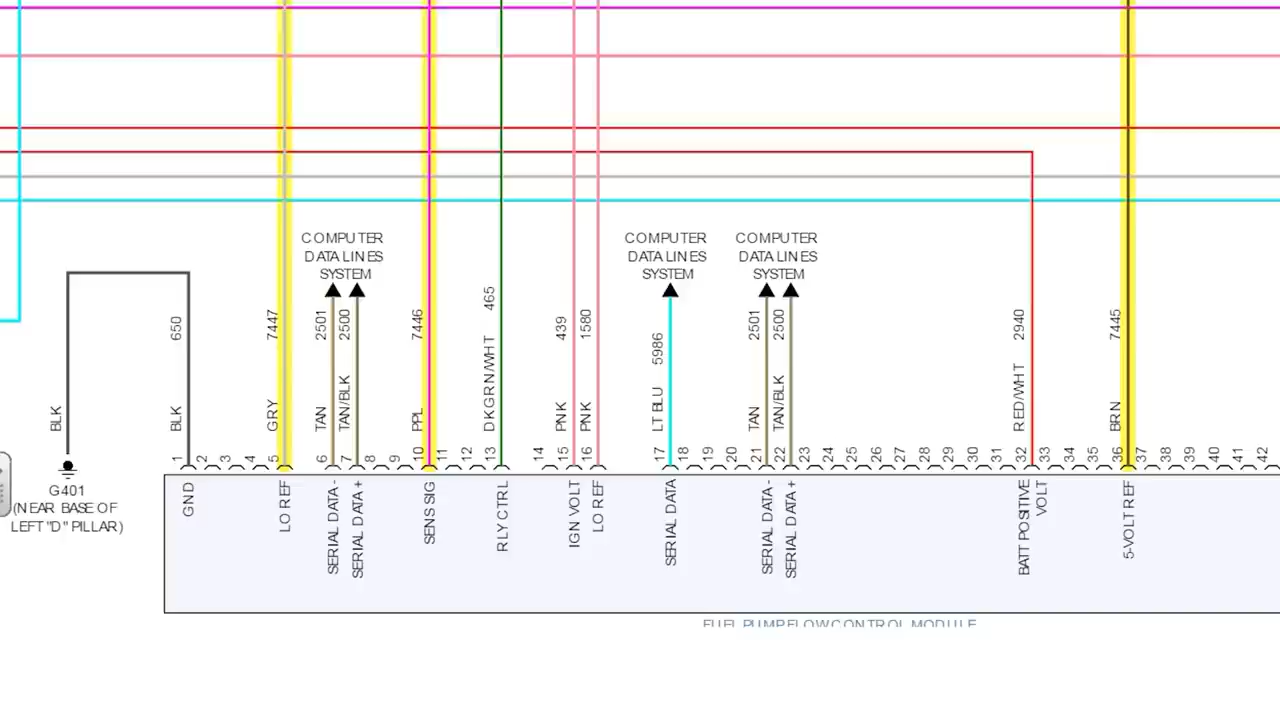 COMPUTER
DATA LINES
SYSTEM
COMPUTER
DATA LINES
SYSTEM
COMPUTER
DATA LINES
SYSTEM
650
7447
2501
2500
7446
465
439
1580
5986
2501
2500
2940
7445
BLK
BLK
GRY
TAN
TAN/BLK
PPL
DKGRN/WHT
PNK
PNK
LT BLU
TAN
TAN/BLK
RED/WHT
BRN
1 2 3 4 5 6 7 8 9 10 11 12 13 14 15 16 17 18 19 20 21 22 23 24 25 26 27 28 29 30 31 32 33 34 35 36 37 38 39 40 41 42
G401
(NEAR BASE OF
LEFT "D" PILLAR)
GND
LO REF
SERIAL DATA -
SERIAL DATA +
SENS SIG
RLY CTRL
IGN VOLT
LO REF
SERIAL DATA
SERIAL DATA -
SERIAL DATA +
BATT POSITIVE
VOLT
5-VOLT REF
FUEL PUMP FLOW CONTROL MODULE